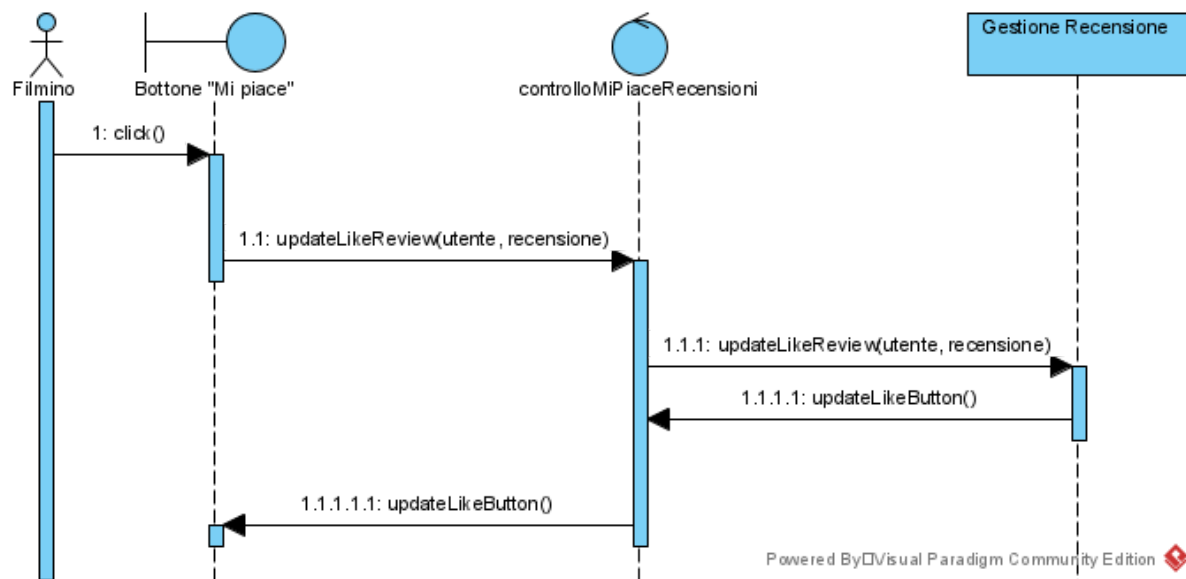 Gestione Recensione
Filmino
Bottone "Mi piace"
controlloMiPiaceRecensioni
1: click()
1.1: updateLikeReview(utente, recensione)
1.1.1: updateLikeReview(utente, recensione)
1.1.1.1: updateLikeButton()
1.1.1.1.1: updateLikeButton()
Powered By□Visual Paradigm Community Edition